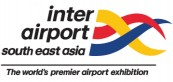 inter
airport
south east asia
The world's premier airport exhibition